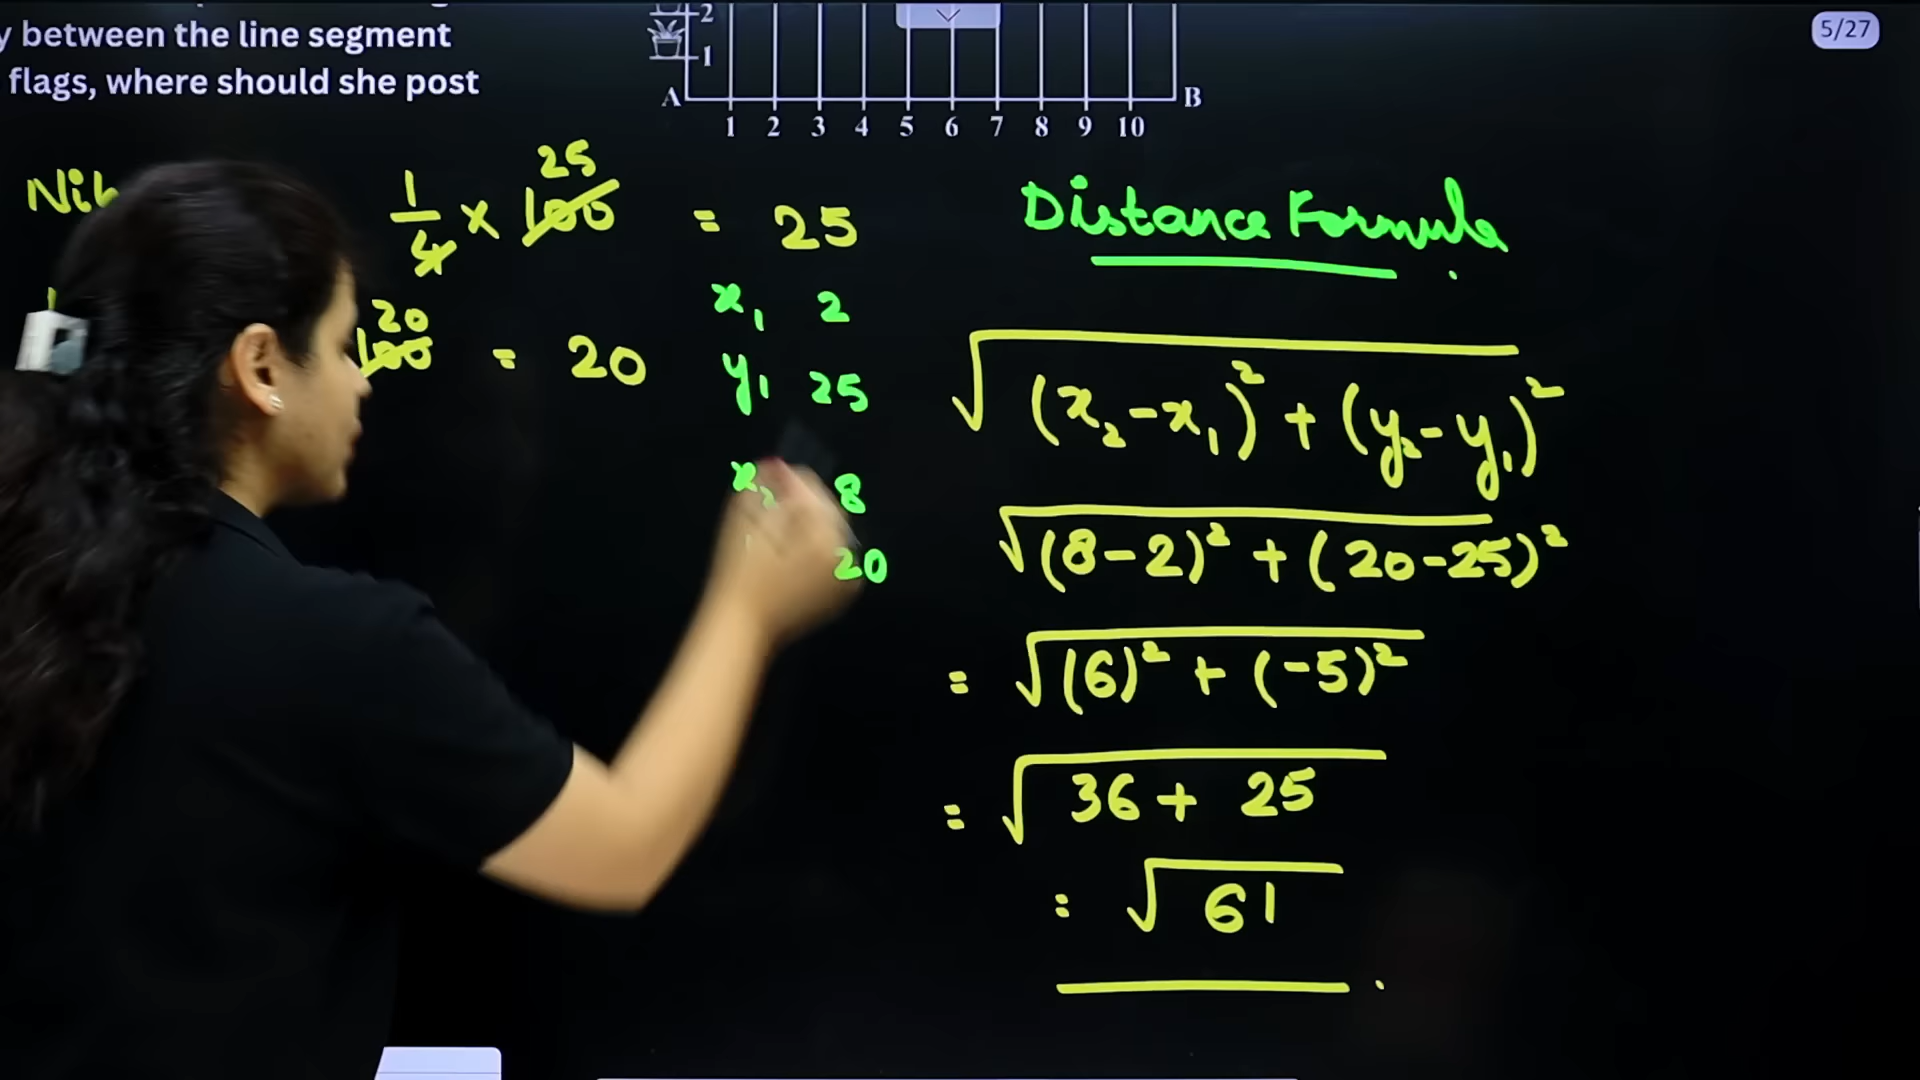 between the line segment
flags, where should she post
2
1
A B
1 2 3 4 5 6 7 8 9 10
5/27
1/4 x 100 25 = 25
100 20 = 20
x₁ 2
y₁ 25
x₂ 8
20
Distance Formula
√(x₂-x₁)² + (y₂-y₁)²
√(8-2)² + (20-25)²
= √(6)² + (-5)²
= √36 + 25
= √61